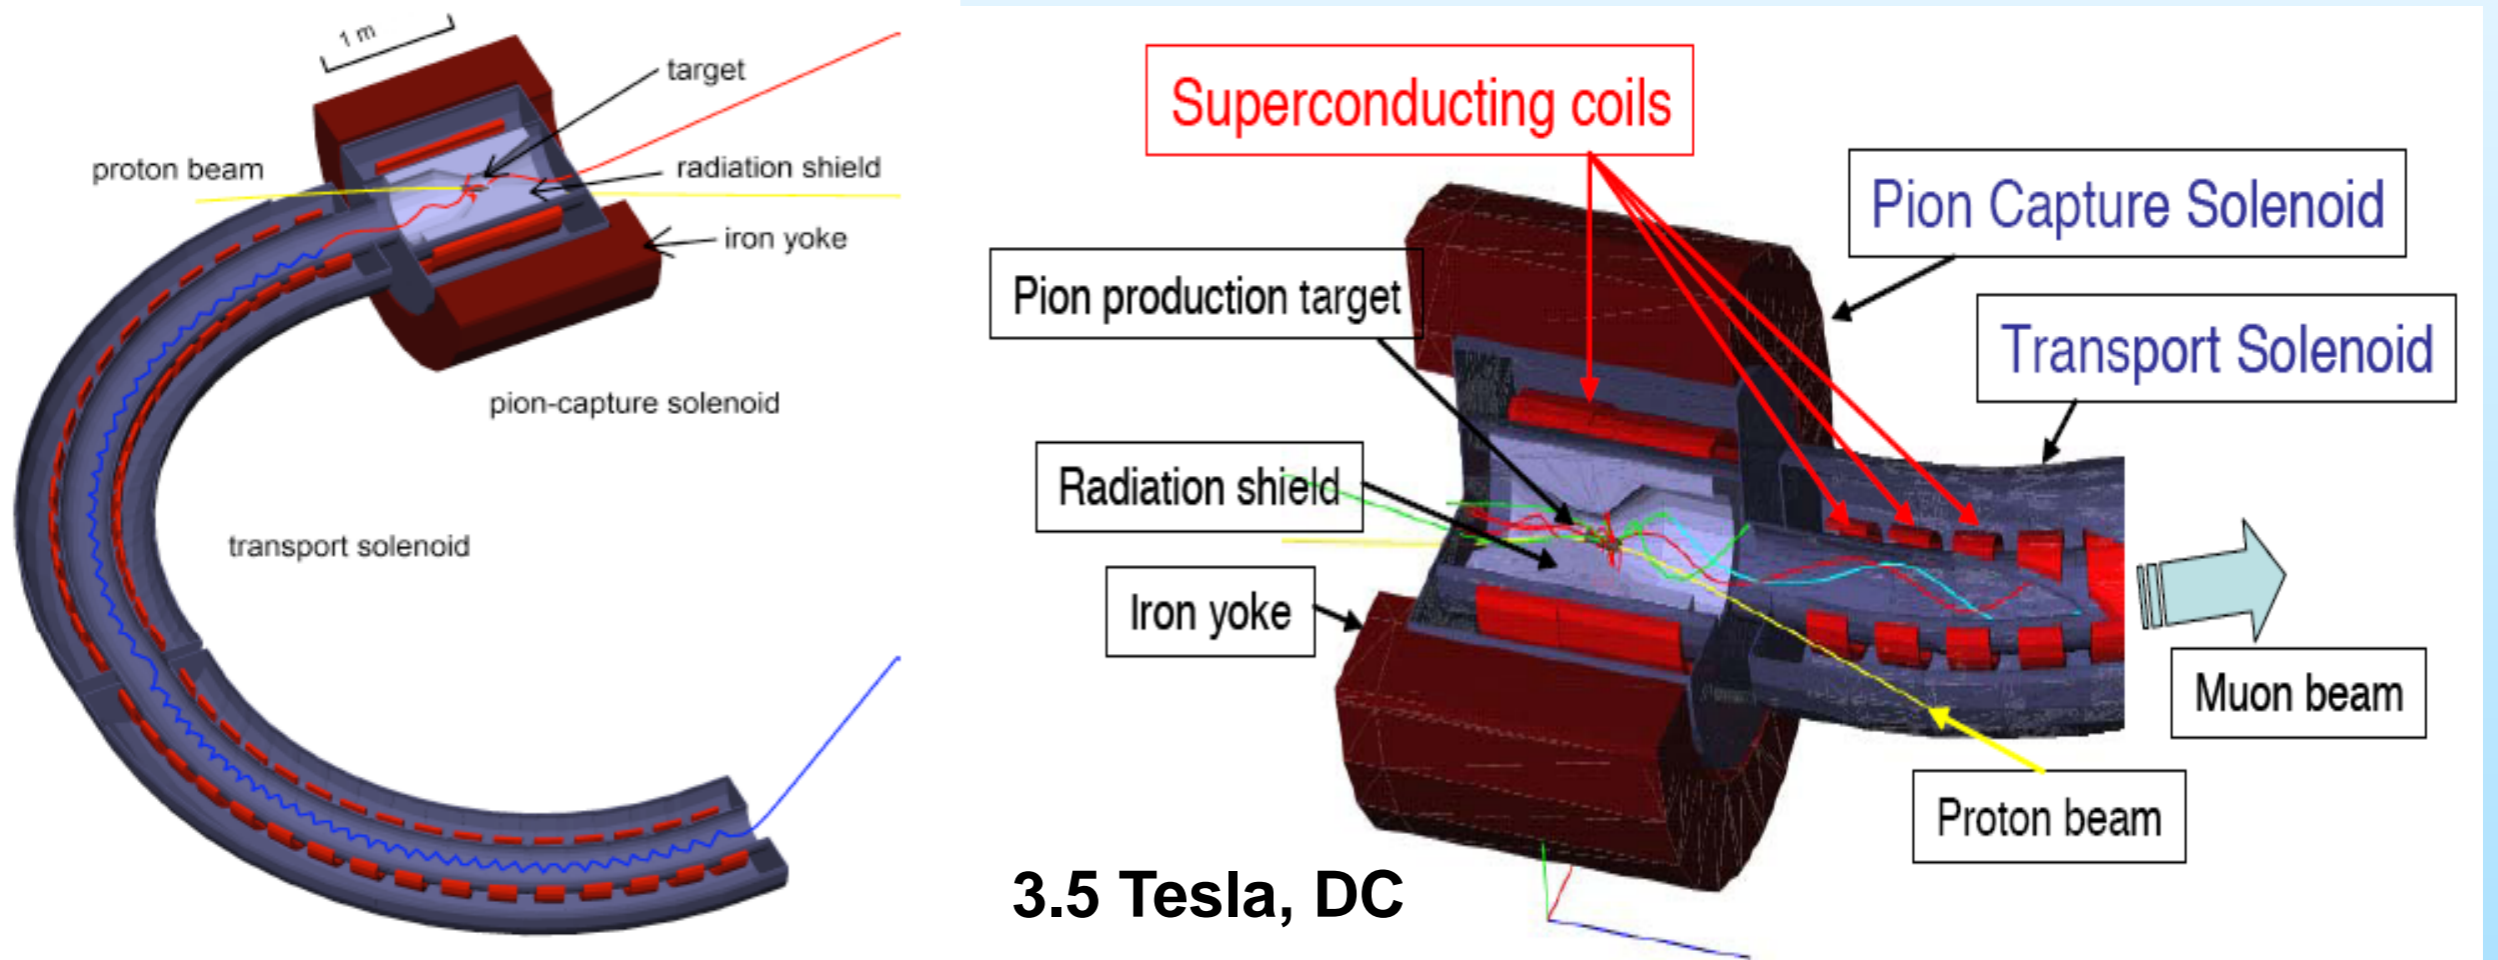 1 m
target
proton beam
radiation shield
iron yoke
pion-capture solenoid
transport solenoid
Superconducting coils
Pion Capture Solenoid
Pion production target
Transport Solenoid
Radiation shield
Iron yoke
Muon beam
Proton beam
3.5 Tesla, DC